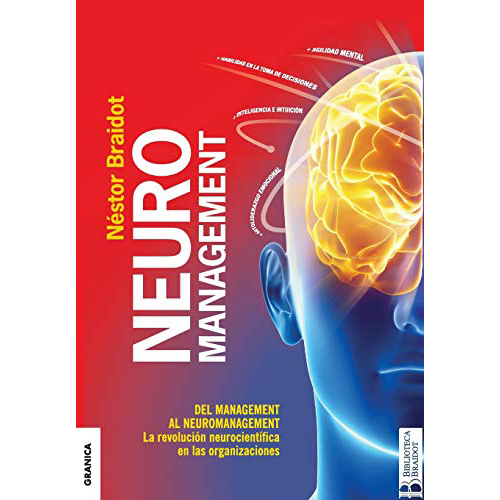 Néstor Braidot
NEURO
MANAGEMENT
+ AGILIDAD MENTAL
+ HABILIDAD EN LA TOMA DE DECISIONES
+ INTELIGENCIA E INTUICIÓN
+ AUTOLIDERAZGO EMOCIONAL
DEL MANAGEMENT
AL NEUROMANAGEMENT
La revolución neurocientífica
en las organizaciones
GRANICA
BIBLIOTECA
BRAIDOT